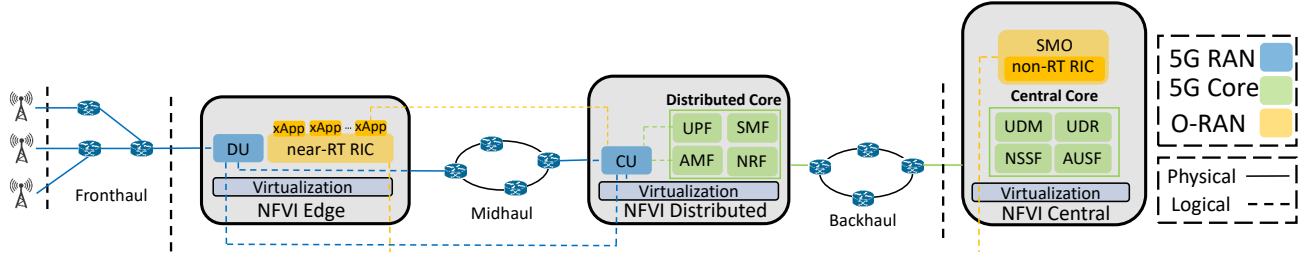 Fronthaul
xApp xApp ... xApp
near-RT RIC
DU
Virtualization
NFVI Edge
Midhaul
Distributed Core
UPF SMF
AMF NRF
CU
Virtualization
NFVI Distributed
Backhaul
SMO
non-RT RIC
Central Core
UDM UDR
NSSF AUSF
Virtualization
NFVI Central
5G RAN
5G Core
O-RAN
Physical
Logical